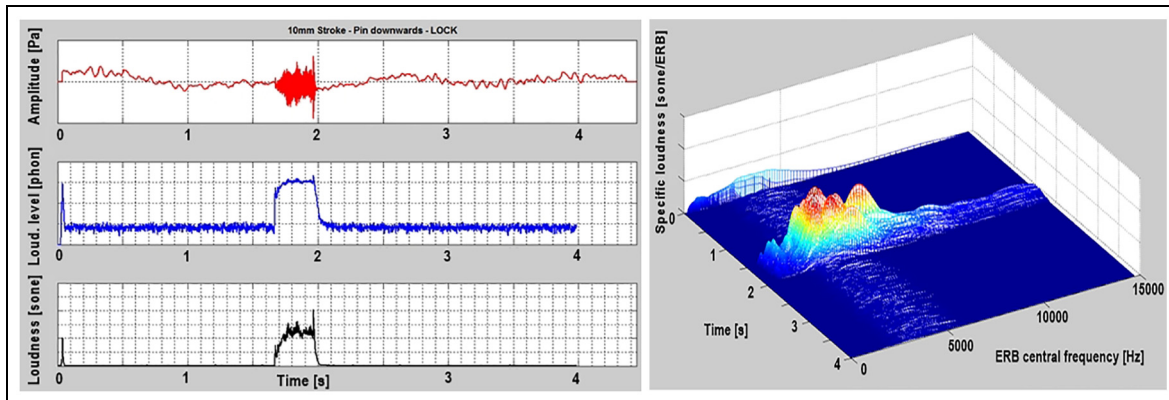 10mm Stroke - Pin downwards - LOCK
Amplitude [Pa]
0 1 2 3 4
Loud. level [phon]
0 1 2 3 4
Loudness [sone]
0 1 2 3 4
Time [s]
Specific loudness [sone/ERB]
0
1
2
3
4
Time [s]
0
5000
10000
15000
ERB central frequency [Hz]